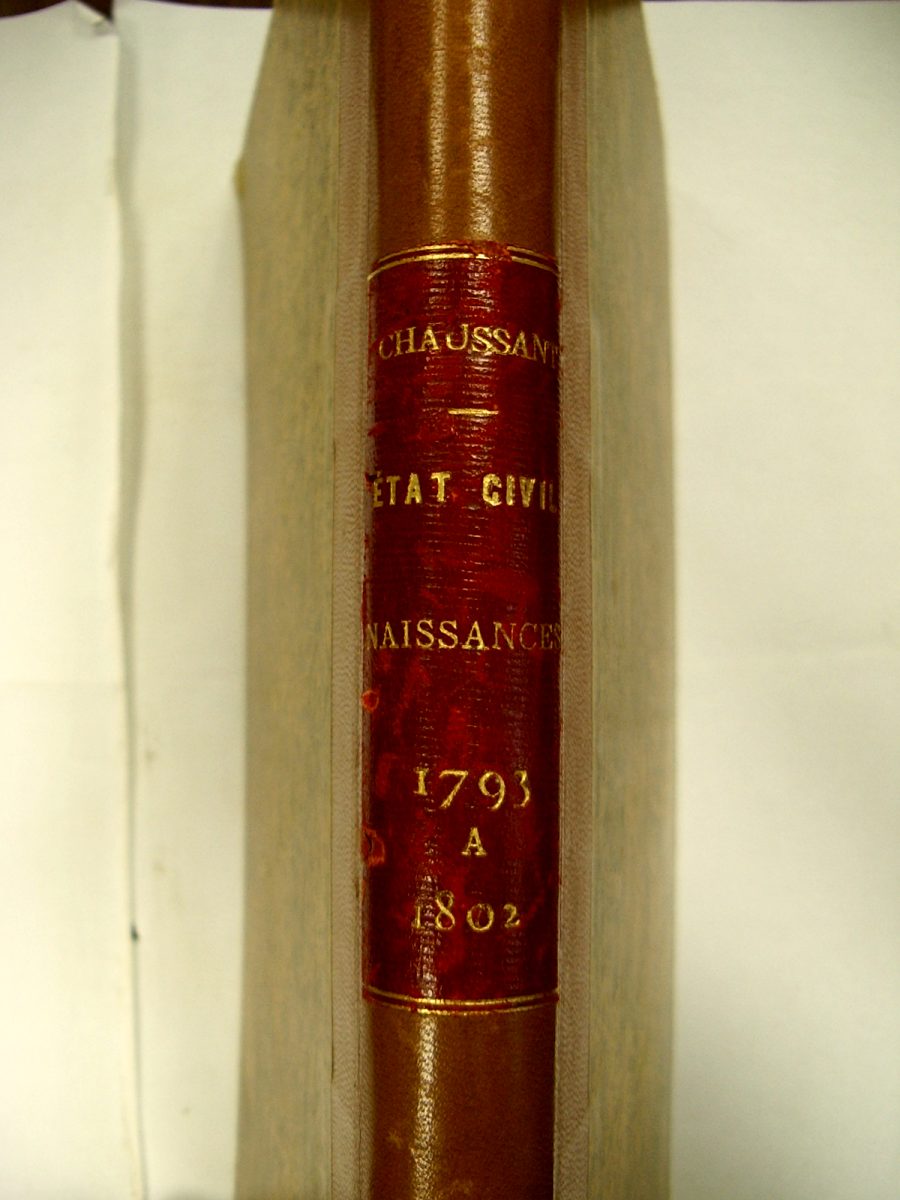 CHAUSSANT
ÉTAT CIVIL
NAISSANCES
1793
A
1802